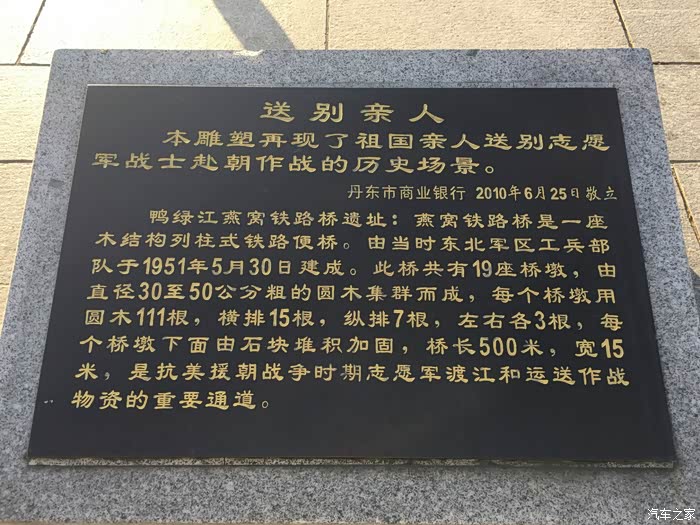 送别亲人
本雕塑再现了祖国亲人送别志愿
军战士赴朝作战的历史场景。
丹东市商业银行 2010年6月25日敬立
鸭绿江燕窝铁路桥遗址：燕窝铁路桥是一座
木结构列柱式铁路便桥。由当时东北军区工兵部
队于1951年5月30日建成。此桥共有19座桥墩，由
直径30至50公分粗的圆木集群而成，每个桥墩用
圆木111根，横排15根，纵排7根，左右各3根，每
个桥墩下面由石块堆积加固，桥长500米，宽15
米，是抗美援朝战争时期志愿军渡江和运送作战
物资的重要通道。
汽车之家